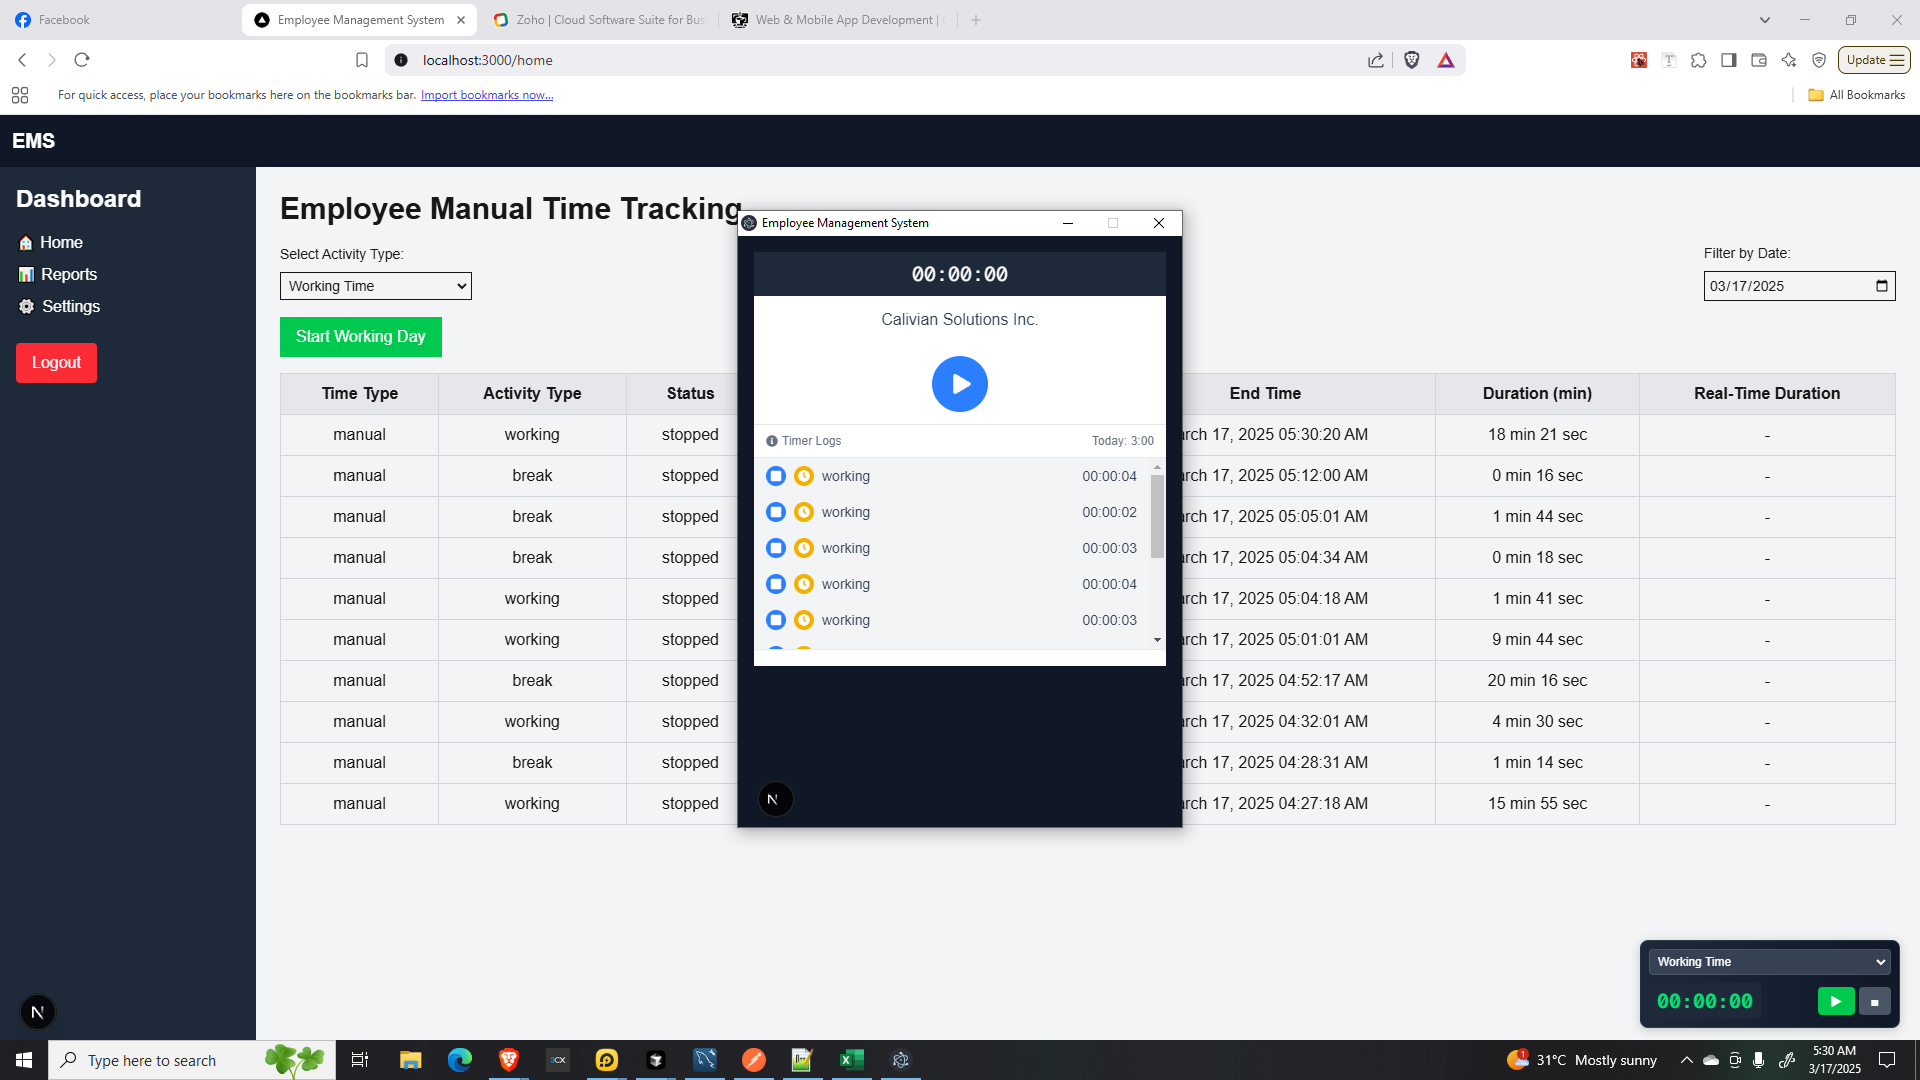 Facebook
Employee Management System
Zoho | Cloud Software Suite for Bus
Web & Mobile App Development |
localhost:3000/home
Update
For quick access, place your bookmarks here on the bookmarks bar. Import bookmarks now...
All Bookmarks
EMS
Dashboard
Home
Reports
Settings
Logout
Employee Manual Time Tracking
Select Activity Type:
Working Time
Filter by Date:
03/17/2025
Start Working Day
Time Type Activity Type Status End Time Duration (min) Real-Time Duration
manual working stopped arch 17, 2025 05:30:20 AM 18 min 21 sec -
manual break stopped arch 17, 2025 05:12:00 AM 0 min 16 sec -
manual break stopped arch 17, 2025 05:05:01 AM 1 min 44 sec -
manual break stopped arch 17, 2025 05:04:34 AM 0 min 18 sec -
manual working stopped arch 17, 2025 05:04:18 AM 1 min 41 sec -
manual working stopped arch 17, 2025 05:01:01 AM 9 min 44 sec -
manual break stopped arch 17, 2025 04:52:17 AM 20 min 16 sec -
manual working stopped arch 17, 2025 04:32:01 AM 4 min 30 sec -
manual break stopped arch 17, 2025 04:28:31 AM 1 min 14 sec -
manual working stopped arch 17, 2025 04:27:18 AM 15 min 55 sec -
Employee Management System
00:00:00
Calivian Solutions Inc.
Timer Logs Today: 3:00
working 00:00:04
working 00:00:02
working 00:00:03
working 00:00:04
working 00:00:03
N
Working Time
00:00:00
N
Type here to search
3CX
1
31°C Mostly sunny
5:30 AM
3/17/2025